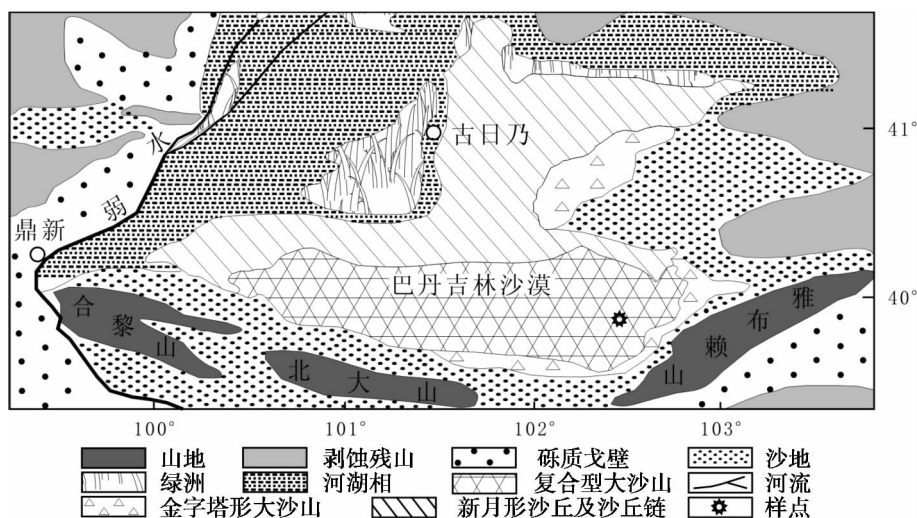 41°
古日乃
水
弱
鼎新
巴丹吉林沙漠
40°
合黎山
北大山
雅布赖山
100° 101° 102° 103°
山地 剥蚀残山 砾质戈壁 沙地
绿洲 河湖相 复合型大沙山 河流
金字塔形大沙山 新月形沙丘及沙丘链 样点